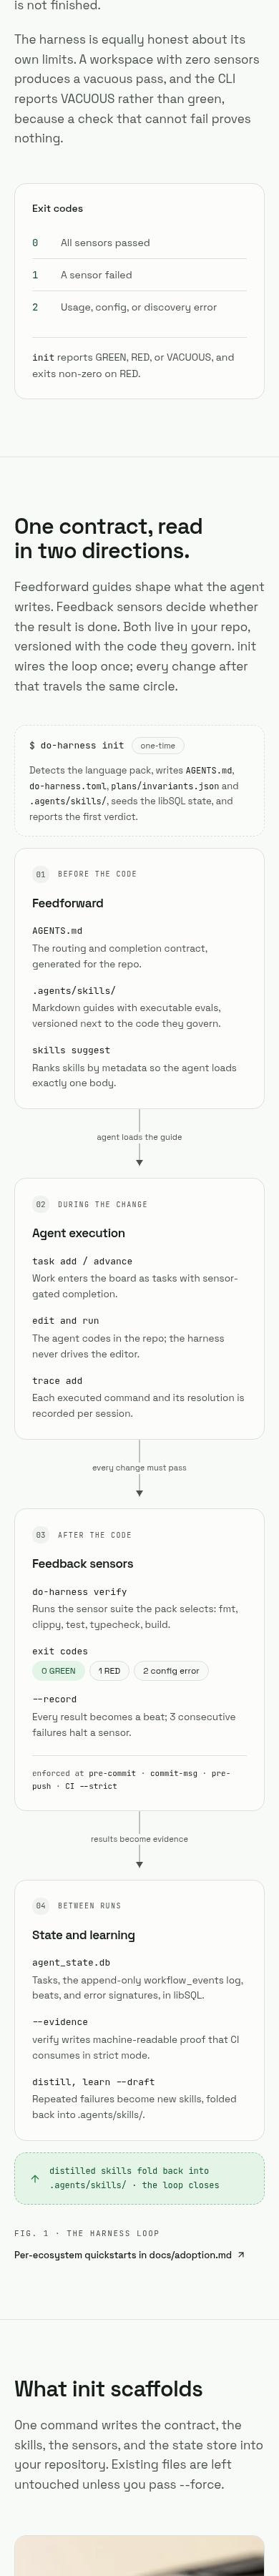 is not finished.
The harness is equally honest about its
own limits. A workspace with zero sensors
produces a vacuous pass, and the CLI
reports VACUOUS rather than green,
because a check that cannot fail proves
nothing.
Exit codes
0 All sensors passed
1 A sensor failed
2 Usage, config, or discovery error
init reports GREEN, RED, or VACUOUS, and
exits non-zero on RED.
One contract, read
in two directions.
Feedforward guides shape what the agent
writes. Feedback sensors decide whether
the result is done. Both live in your repo,
versioned with the code they govern. init
wires the loop once; every change after
that travels the same circle.
$ do-harness init one-time
Detects the language pack, writes AGENTS.md,
do-harness.toml, plans/invariants.json and
.agents/skills/, seeds the libSQL state, and
reports the first verdict.
01 BEFORE THE CODE
Feedforward
AGENTS.md
The routing and completion contract,
generated for the repo.
.agents/skills/
Markdown guides with executable evals,
versioned next to the code they govern.
skills suggest
Ranks skills by metadata so the agent loads
exactly one body.
agent loads the guide
02 DURING THE CHANGE
Agent execution
task add / advance
Work enters the board as tasks with sensor-
gated completion.
edit and run
The agent codes in the repo; the harness
never drives the editor.
trace add
Each executed command and its resolution is
recorded per session.
every change must pass
03 AFTER THE CODE
Feedback sensors
do-harness verify
Runs the sensor suite the pack selects: fmt,
clippy, test, typecheck, build.
exit codes
0 GREEN 1 RED 2 config error
--record
Every result becomes a beat; 3 consecutive
failures halt a sensor.
enforced at pre-commit · commit-msg · pre-
push · CI --strict
results become evidence
04 BETWEEN RUNS
State and learning
agent_state.db
Tasks, the append-only workflow_events log,
beats, and error signatures, in libSQL.
--evidence
verify writes machine-readable proof that CI
consumes in strict mode.
distill, learn --draft
Repeated failures become new skills, folded
back into .agents/skills/.
↑ distilled skills fold back into
.agents/skills/ · the loop closes
FIG. 1 · THE HARNESS LOOP
Per-ecosystem quickstarts in docs/adoption.md ↗
What init scaffolds
One command writes the contract, the
skills, the sensors, and the state store into
your repository. Existing files are left
untouched unless you pass --force.